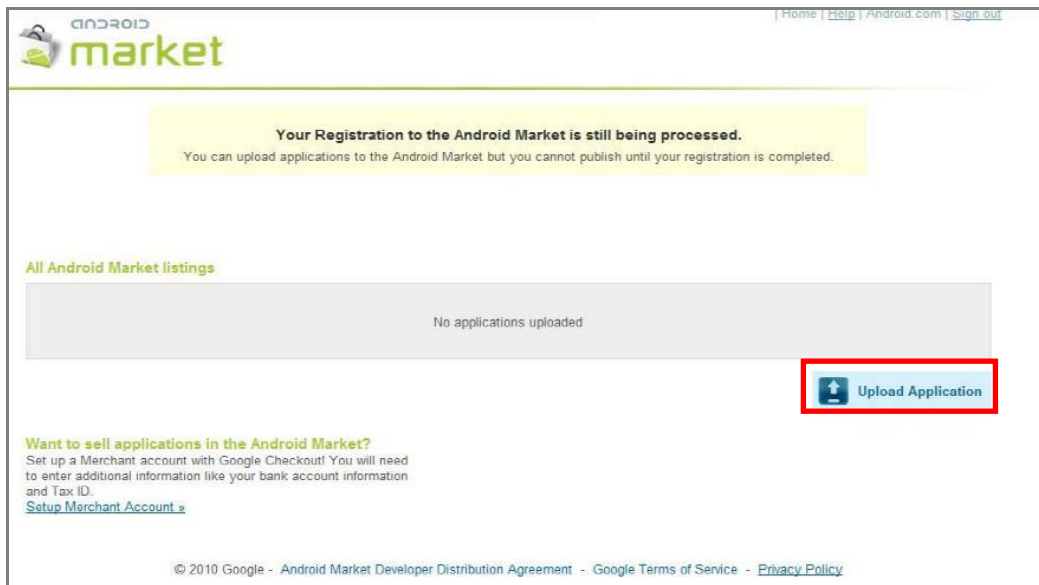 | Home | Help | Android.com | Sign out
ANDROID
market
Your Registration to the Android Market is still being processed.
You can upload applications to the Android Market but you cannot publish until your registration is completed.
All Android Market listings
No applications uploaded
Upload Application
Want to sell applications in the Android Market?
Set up a Merchant account with Google Checkout! You will need
to enter additional information like your bank account information
and Tax ID.
Setup Merchant Account »
© 2010 Google - Android Market Developer Distribution Agreement - Google Terms of Service - Privacy Policy